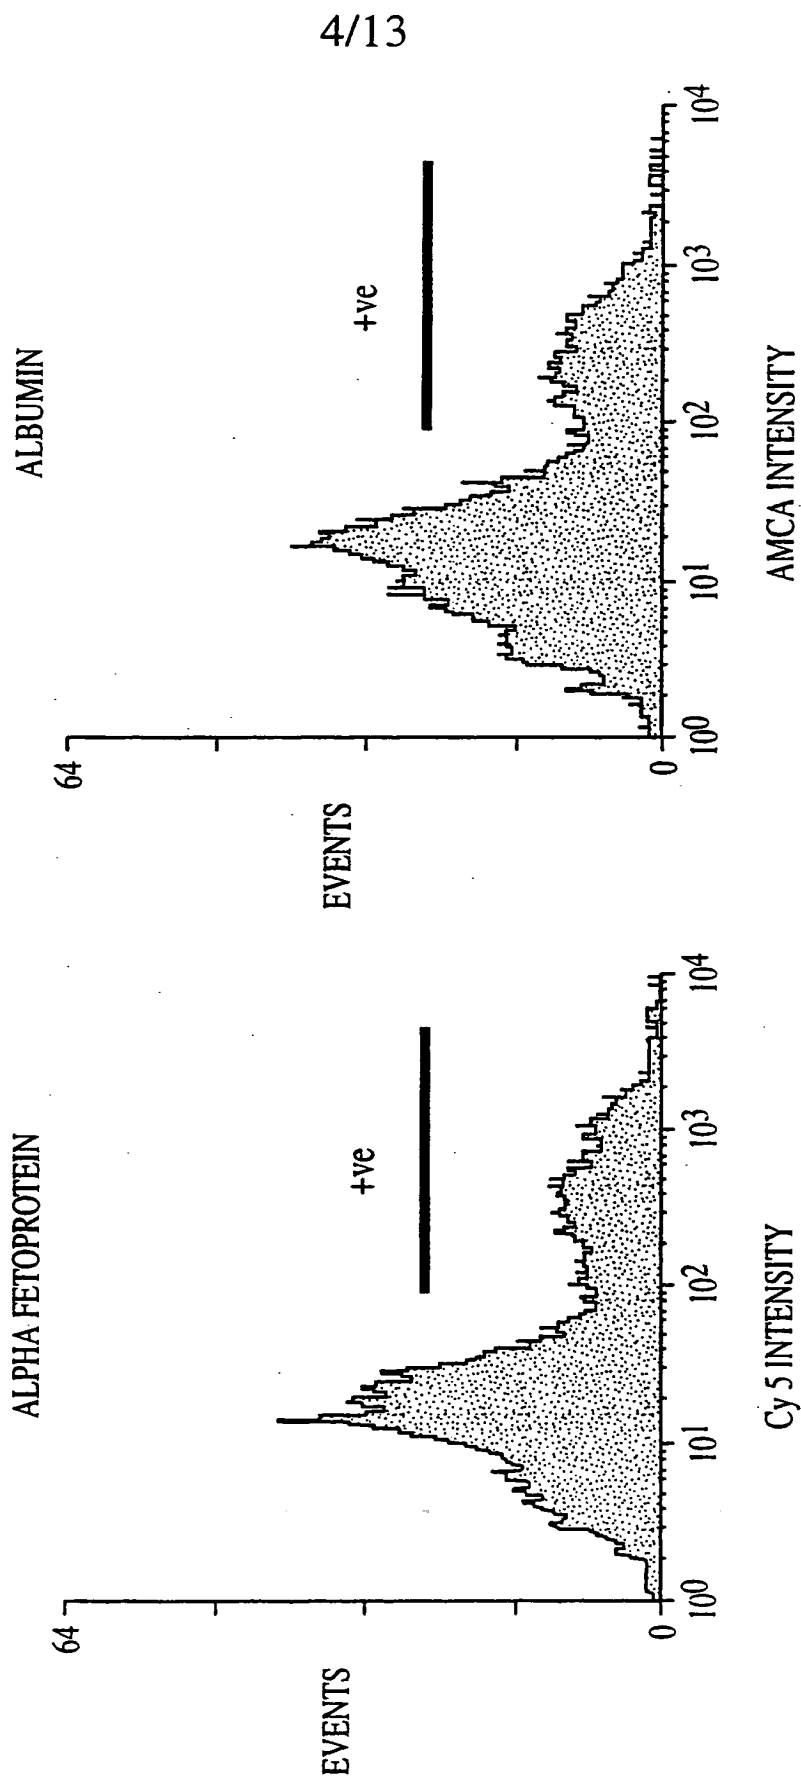 4/13
ALPHA FETOPROTEIN
64
EVENTS
0
+ve
10⁰ 10¹ 10² 10³ 10⁴
Cy 5 INTENSITY
ALBUMIN
64
EVENTS
0
+ve
10⁰ 10¹ 10² 10³ 10⁴
AMCA INTENSITY